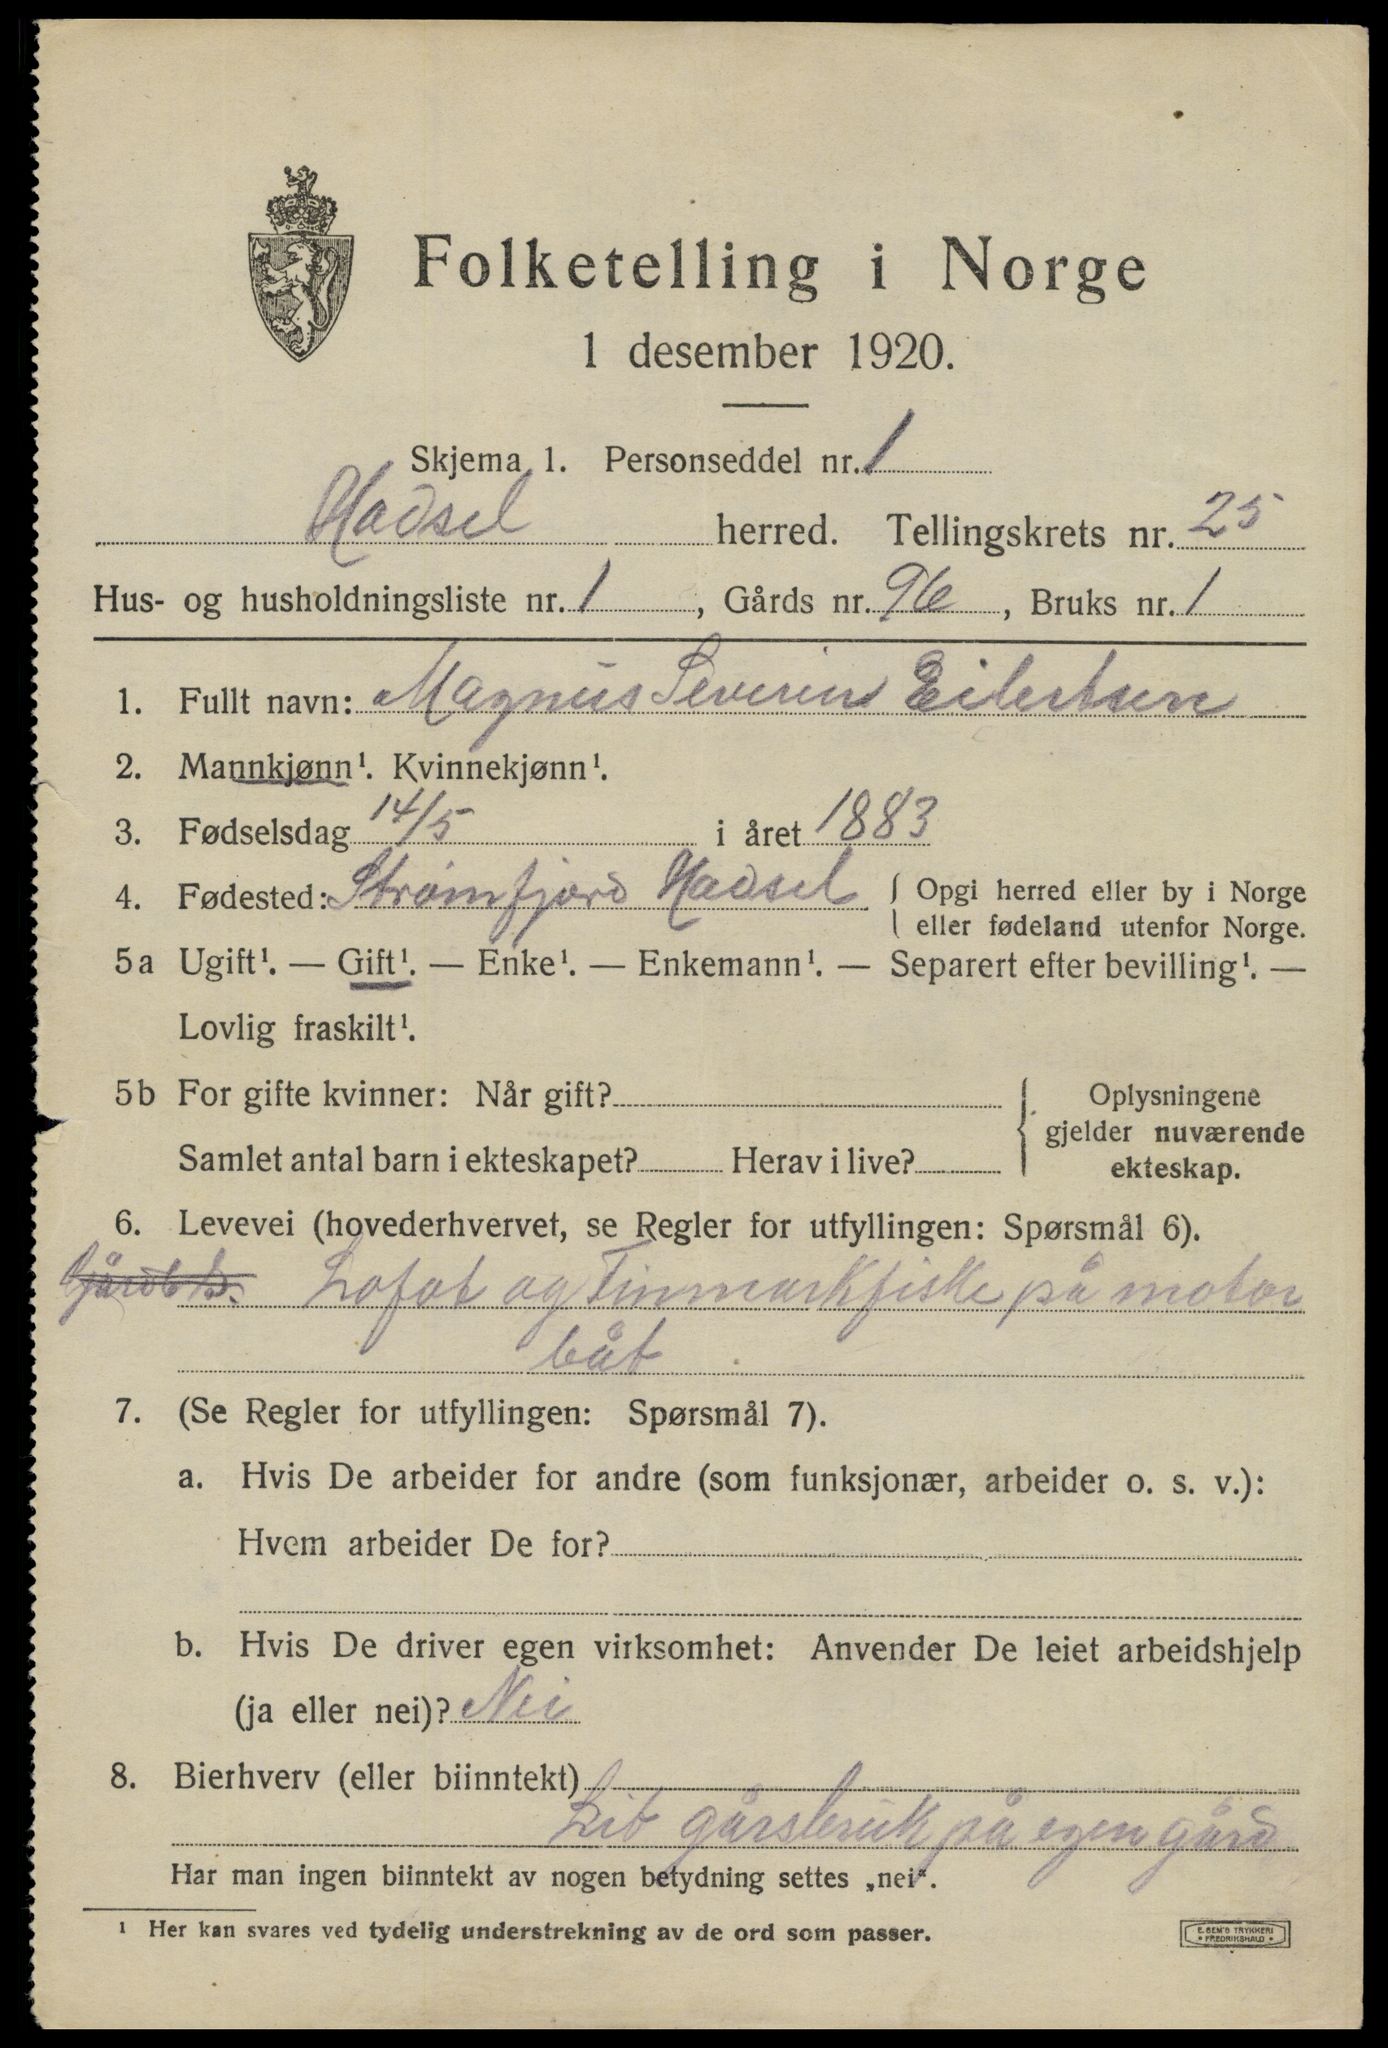 Folketelling i Norge
1 desember 1920.
Skjema 1. Personseddel nr. 1
Hadsel herred. Tellingskrets nr. 25
Hus- og husholdningsliste nr. 1, Gårds nr. 96, Bruks nr. 1
1. Fullt navn: Magnus Severin Eilertsen
2. Mannkjønn¹. Kvinnekjønn¹.
3. Fødselsdag 14/5 i året 1883
4. Fødested: Strømfjord Hadsel { Opgi herred eller by i Norge
eller fødeland utenfor Norge.
5a Ugift¹. — Gift¹. — Enke¹. — Enkemann¹. — Separert efter bevilling¹. —
Lovlig fraskilt¹.
5b For gifte kvinner: Når gift? Oplysningene
gjelder nuværende
Samlet antal barn i ekteskapet? Herav i live? ekteskap.
6. Levevei (hovederhvervet, se Regler for utfyllingen: Spørsmål 6).
Lofot og Finmarkfiske på motor
båt
7. (Se Regler for utfyllingen: Spørsmål 7).
a. Hvis De arbeider for andre (som funksjonær, arbeider o. s. v.):
Hvem arbeider De for?
b. Hvis De driver egen virksomhet: Anvender De leiet arbeidshjelp
(ja eller nei)? Nei
8. Bierhverv (eller biinntekt)
Lit gårsbruk på egen gård
Har man ingen biinntekt av nogen betydning settes „nei“.
¹ Her kan svares ved tydelig understrekning av de ord som passer.
E. SEM'S TRYKKERI
• FREDRIKSHALD •